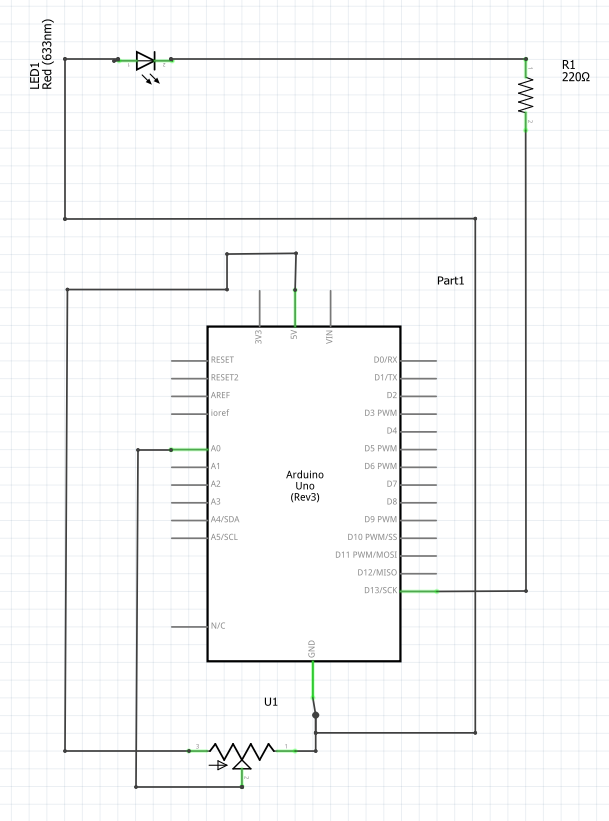 LED1
Red (633nm)
1
2
R1
220Ω
1
2
Part1
3V3
5V
VIN
RESET
RESET2
AREF
ioref
A0
A1
A2
A3
A4/SDA
A5/SCL
N/C
D0/RX
D1/TX
D2
D3 PWM
D4
D5 PWM
D6 PWM
D7
D8
D9 PWM
D10 PWM/SS
D11 PWM/MOSI
D12/MISO
D13/SCK
Arduino
Uno
(Rev3)
GND
U1
3
1
2